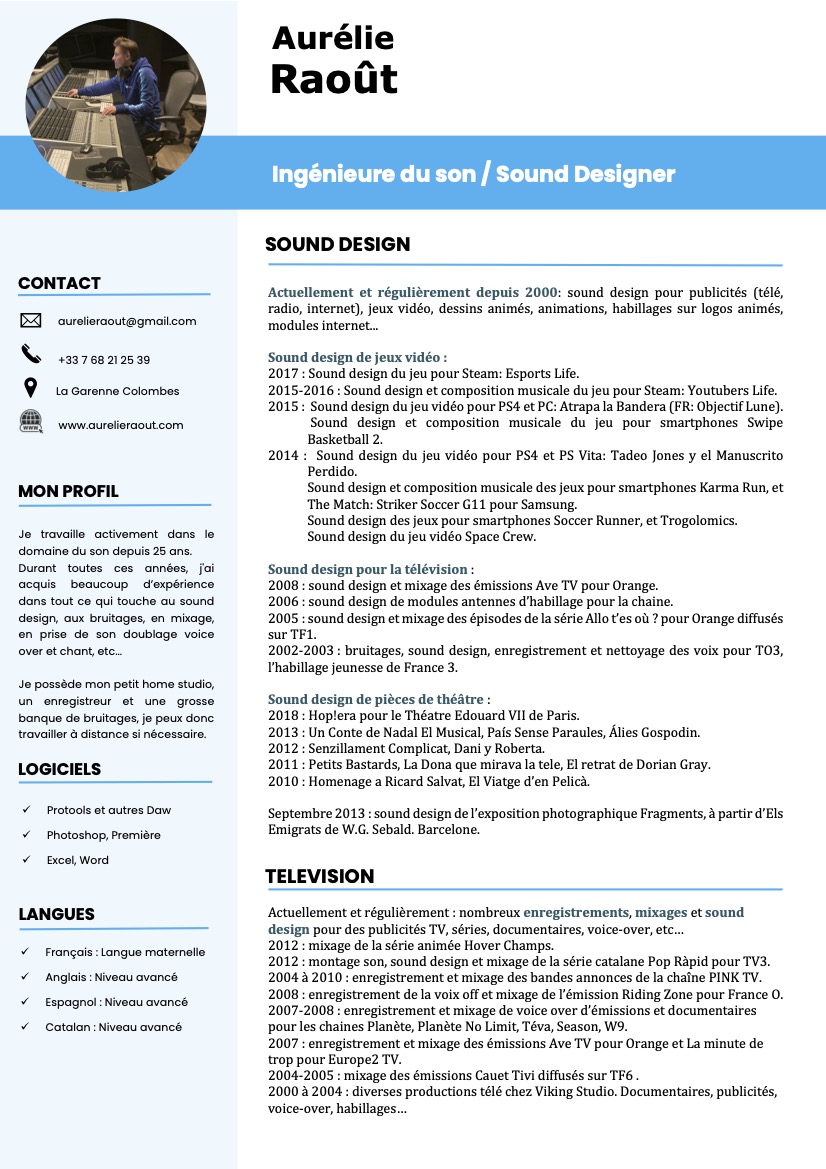 Aurélie
Raoût
Ingénieure du son / Sound Designer
CONTACT
aurelieraout@gmail.com
+33 7 68 21 25 39
La Garenne Colombes
WWW
www.aurelieraout.com
MON PROFIL
Je travaille activement dans le
domaine du son depuis 25 ans.
Durant toutes ces années, j'ai
acquis beaucoup d’expérience
dans tout ce qui touche au sound
design, aux bruitages, en mixage,
en prise de son doublage voice
over et chant, etc…
Je possède mon petit home studio,
un enregistreur et une grosse
banque de bruitages, je peux donc
travailler à distance si nécessaire.
LOGICIELS
✓ Protools et autres Daw
✓ Photoshop, Première
✓ Excel, Word
LANGUES
✓ Français : Langue maternelle
✓ Anglais : Niveau avancé
✓ Espagnol : Niveau avancé
✓ Catalan : Niveau avancé
SOUND DESIGN
Actuellement et régulièrement depuis 2000: sound design pour publicités (télé,
radio, internet), jeux vidéo, dessins animés, animations, habillages sur logos animés,
modules internet...
Sound design de jeux vidéo :
2017 : Sound design du jeu pour Steam: Esports Life.
2015-2016 : Sound design et composition musicale du jeu pour Steam: Youtubers Life.
2015 : Sound design du jeu vidéo pour PS4 et PC: Atrapa la Bandera (FR: Objectif Lune).
Sound design et composition musicale du jeu pour smartphones Swipe
Basketball 2.
2014 : Sound design du jeu vidéo pour PS4 et PS Vita: Tadeo Jones y el Manuscrito
Perdido.
Sound design et composition musicale des jeux pour smartphones Karma Run, et
The Match: Striker Soccer G11 pour Samsung.
Sound design des jeux pour smartphones Soccer Runner, et Trogolomics.
Sound design du jeu vidéo Space Crew.
Sound design pour la télévision :
2008 : sound design et mixage des émissions Ave TV pour Orange.
2006 : sound design de modules antennes d’habillage pour la chaine.
2005 : sound design et mixage des épisodes de la série Allo t’es où ? pour Orange diffusés
sur TF1.
2002-2003 : bruitages, sound design, enregistrement et nettoyage des voix pour TO3,
l’habillage jeunesse de France 3.
Sound design de pièces de théâtre :
2018 : Hop!era pour le Théatre Edouard VII de Paris.
2013 : Un Conte de Nadal El Musical, País Sense Paraules, Álies Gospodin.
2012 : Senzillament Complicat, Dani y Roberta.
2011 : Petits Bastards, La Dona que mirava la tele, El retrat de Dorian Gray.
2010 : Homenage a Ricard Salvat, El Viatge d’en Pelicà.
Septembre 2013 : sound design de l’exposition photographique Fragments, à partir d’Els
Emigrats de W.G. Sebald. Barcelone.
TELEVISION
Actuellement et régulièrement : nombreux enregistrements, mixages et sound
design pour des publicités TV, séries, documentaires, voice-over, etc…
2012 : mixage de la série animée Hover Champs.
2012 : montage son, sound design et mixage de la série catalane Pop Ràpid pour TV3.
2004 à 2010 : enregistrement et mixage des bandes annonces de la chaîne PINK TV.
2008 : enregistrement de la voix off et mixage de l’émission Riding Zone pour France O.
2007-2008 : enregistrement et mixage de voice over d’émissions et documentaires
pour les chaines Planète, Planète No Limit, Téva, Season, W9.
2007 : enregistrement et mixage des émissions Ave TV pour Orange et La minute de
trop pour Europe2 TV.
2004-2005 : mixage des émissions Cauet Tivi diffusés sur TF6 .
2000 à 2004 : diverses productions télé chez Viking Studio. Documentaires, publicités,
voice-over, habillages…